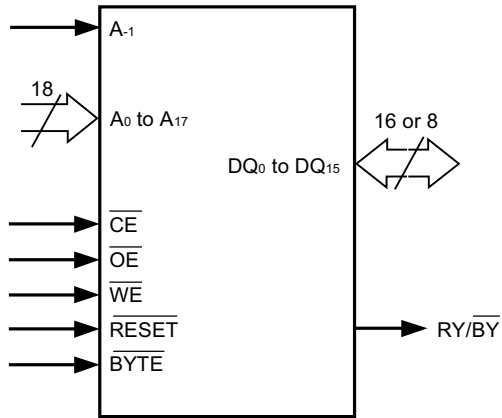 A-1
18
A0 to A17
16 or 8
DQ0 to DQ15
CE
OE
WE
RESET
RY/BY
BYTE